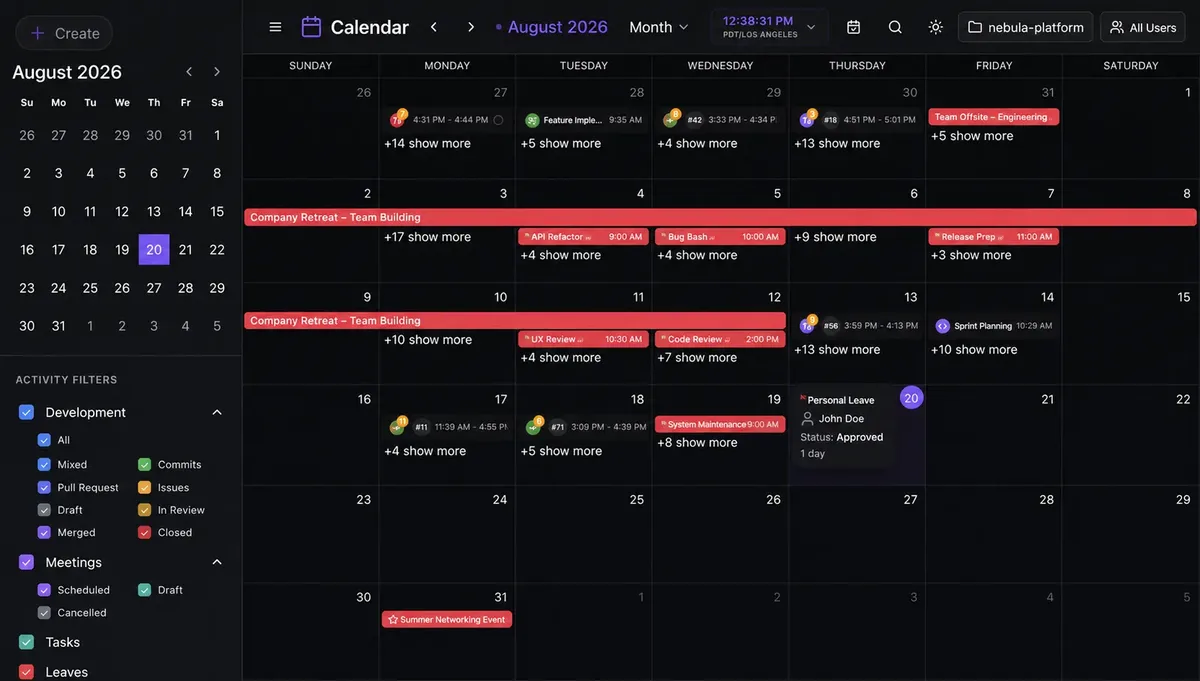 Create
August 2026
Su Mo Tu We Th Fr Sa
26 27 28 29 30 31 1
2 3 4 5 6 7 8
9 10 11 12 13 14 15
16 17 18 19 20 21 22
23 24 25 26 27 28 29
30 31 1 2 3 4 5
ACTIVITY FILTERS
Development
All
Mixed Commits
Pull Request Issues
Draft In Review
Merged Closed
Meetings
Scheduled Draft
Cancelled
Tasks
Leaves
Calendar August 2026 Month 12:38:31 PM nebula-platform All Users
PDT/LOS ANGELES
SUNDAY MONDAY TUESDAY WEDNESDAY THURSDAY FRIDAY SATURDAY
26 27 28 29 30 31 1
7 4:31 PM - 4:44 PM Feature Imple... 9:35 AM 8 #42 3:33 PM - 4:34 P 3 #18 4:51 PM - 5:01 PM Team Offsite – Engineering
+14 show more +5 show more +4 show more +13 show more +5 show more
2 3 4 5 6 7 8
Company Retreat – Team Building
+17 show more API Refactor 9:00 AM Bug Bash 10:00 AM +9 show more Release Prep 11:00 AM
+4 show more +4 show more +3 show more
9 10 11 12 13 14 15
Company Retreat – Team Building
9 #56 3:59 PM - 4:13 PM Sprint Planning 10:29 AM
+10 show more UX Review 10:30 AM Code Review 2:00 PM +13 show more +10 show more
+4 show more +7 show more
16 17 18 19 20 21 22
11 #11 11:39 AM - 4:55 P 6 #71 3:09 PM - 4:39 PM System Maintenance 9:00 AM
+4 show more +5 show more +8 show more
Personal Leave
John Doe
Status: Approved
1 day
23 24 25 26 27 28 29
30 31 1 2 3 4 5
Summer Networking Event